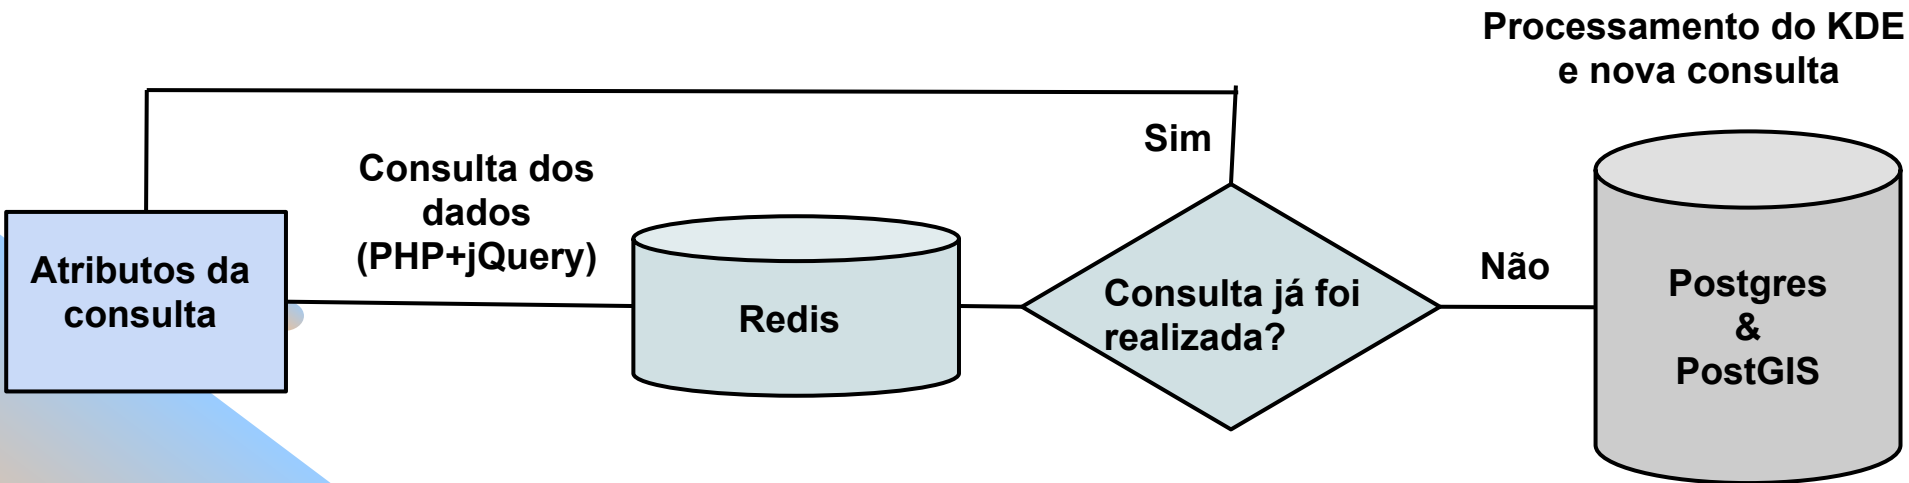 Processamento do KDE
e nova consulta
Sim
Consulta dos
dados
(PHP+jQuery)
Atributos da
consulta
Redis
Consulta já foi
realizada?
Não
Postgres
&
PostGIS